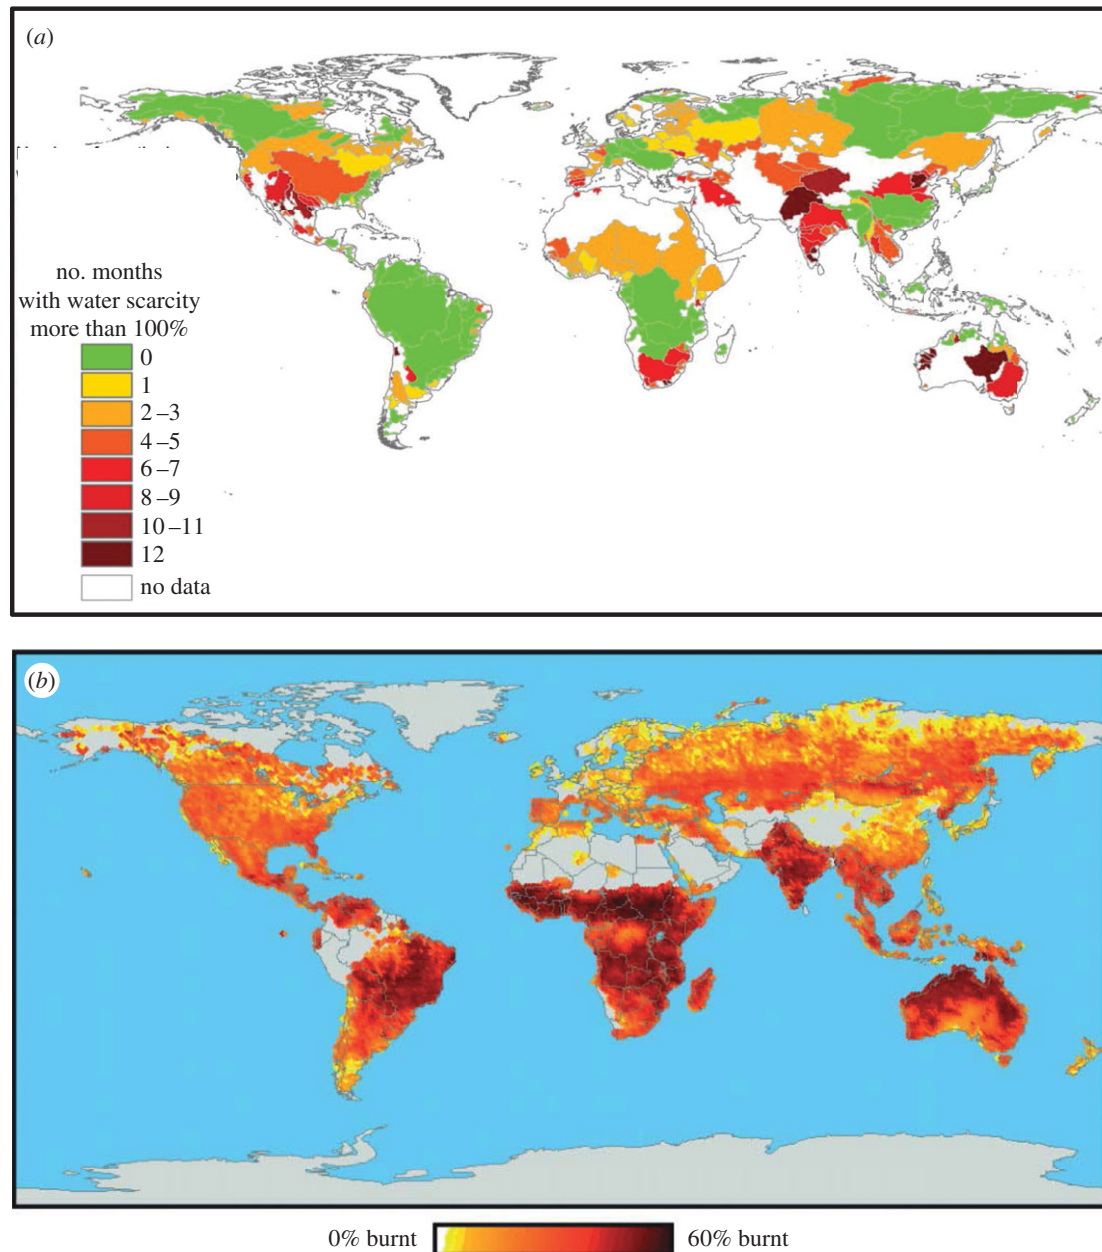 (a)
no. months
with water scarcity
more than 100%
0
1
2–3
4–5
6–7
8–9
10–11
12
no data
(b)
0% burnt
60% burnt